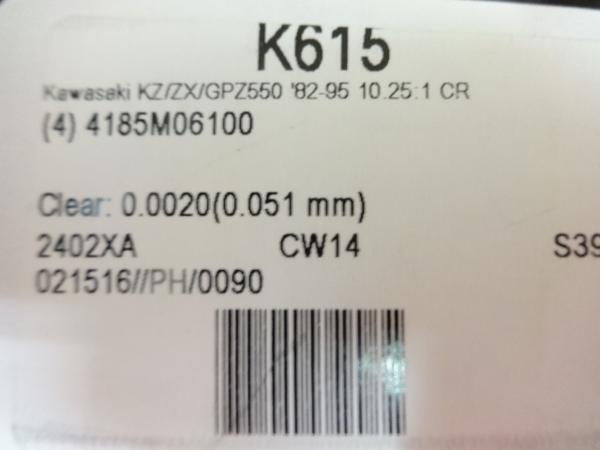 K615
Kawasaki KZ/ZX/GPZ550 '82-95 10.25:1 CR
(4) 4185M06100
Clear: 0.0020(0.051 mm)
2402XA CW14 S39
021516//PH/0090